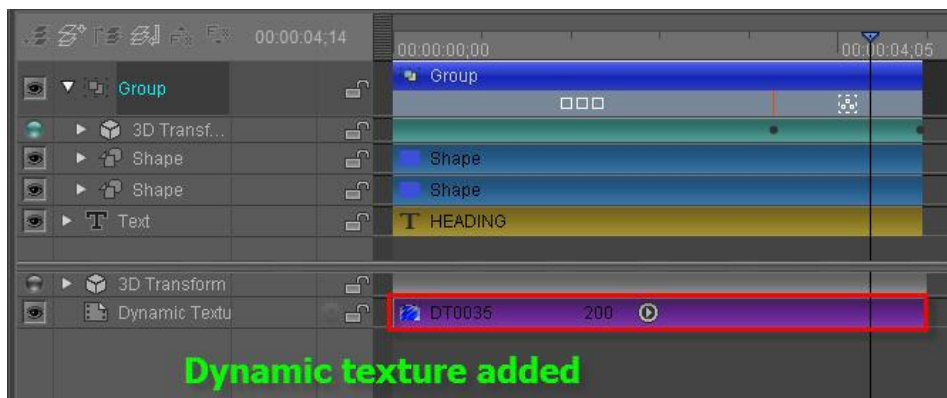 00:00:04;14
00:00:00;00 00:00:04;05
Group Group
3D Transf...
Shape Shape
Shape Shape
Text HEADING
3D Transform
Dynamic Textu DT0035 200
Dynamic texture added